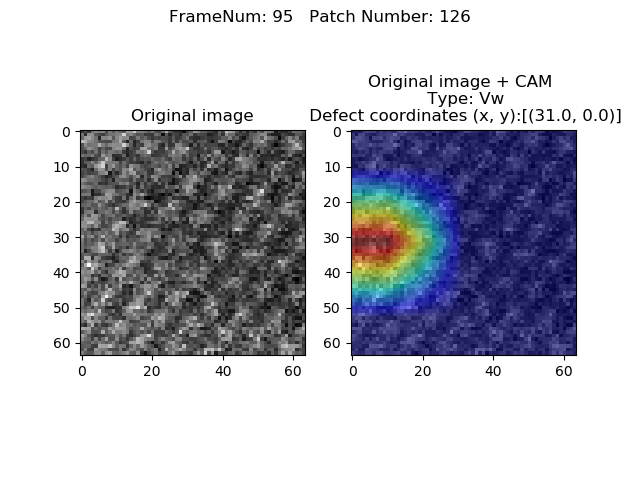 FrameNum: 95   Patch Number: 126
Original image
0
10
20
30
40
50
60
0 20 40 60
Original image + CAM
Type: Vw
Defect coordinates (x, y):[(31.0, 0.0)]
0
10
20
30
40
50
60
0 20 40 60